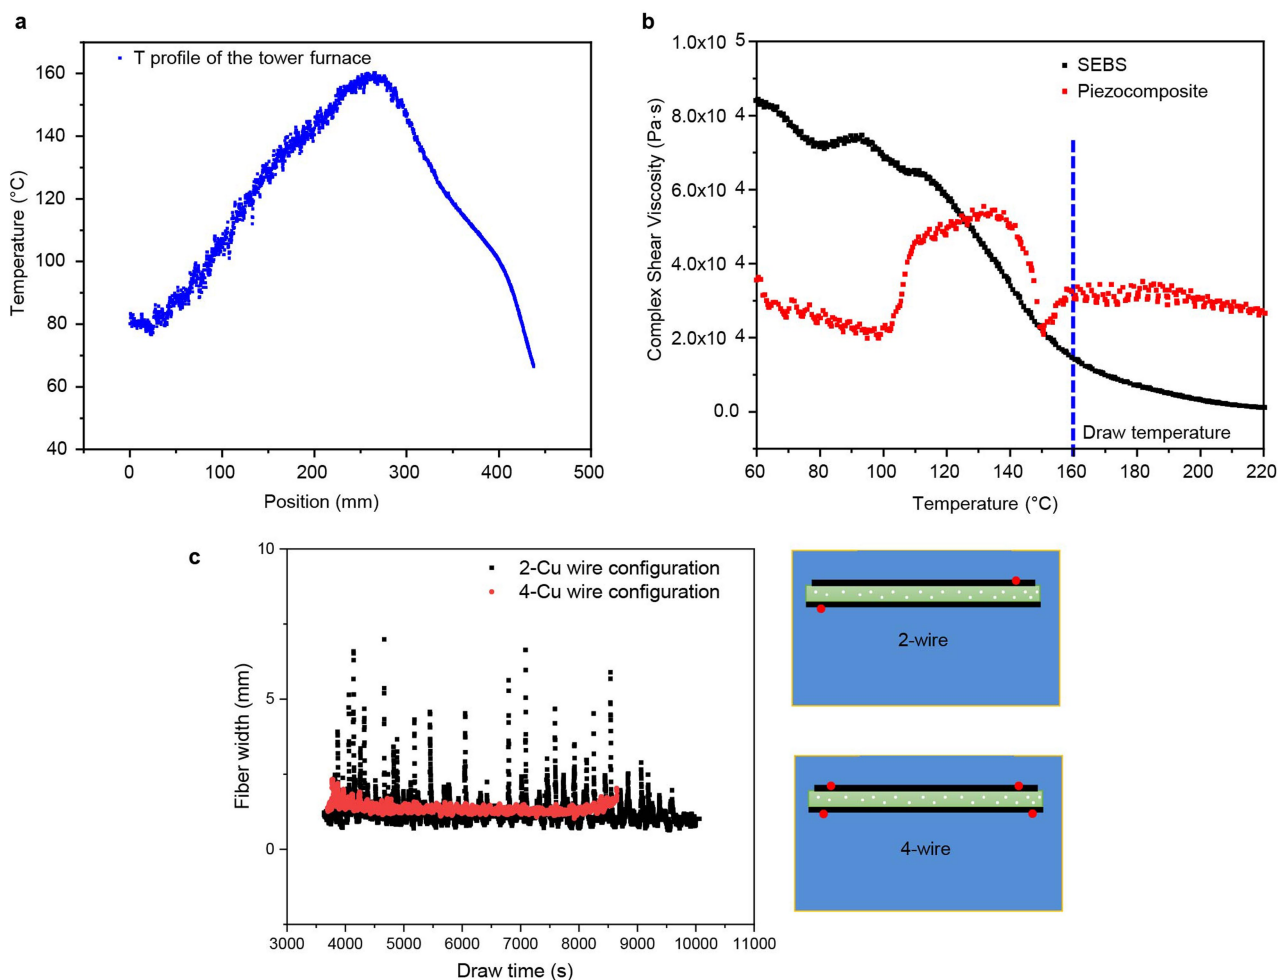 a
T profile of the tower furnace
160
140
120
100
80
60
40
Temperature (°C)
0
100
200
300
400
500
Position (mm)
b
1.0x10 5
8.0x10 4
6.0x10 4
4.0x10 4
2.0x10 4
0.0
Complex Shear Viscosity (Pa·s)
SEBS
Piezocomposite
Draw temperature
60
80
100
120
140
160
180
200
220
Temperature (°C)
c
10
5
0
Fiber width (mm)
2-Cu wire configuration
4-Cu wire configuration
3000
4000
5000
6000
7000
8000
9000
10000
11000
Draw time (s)
2-wire
4-wire